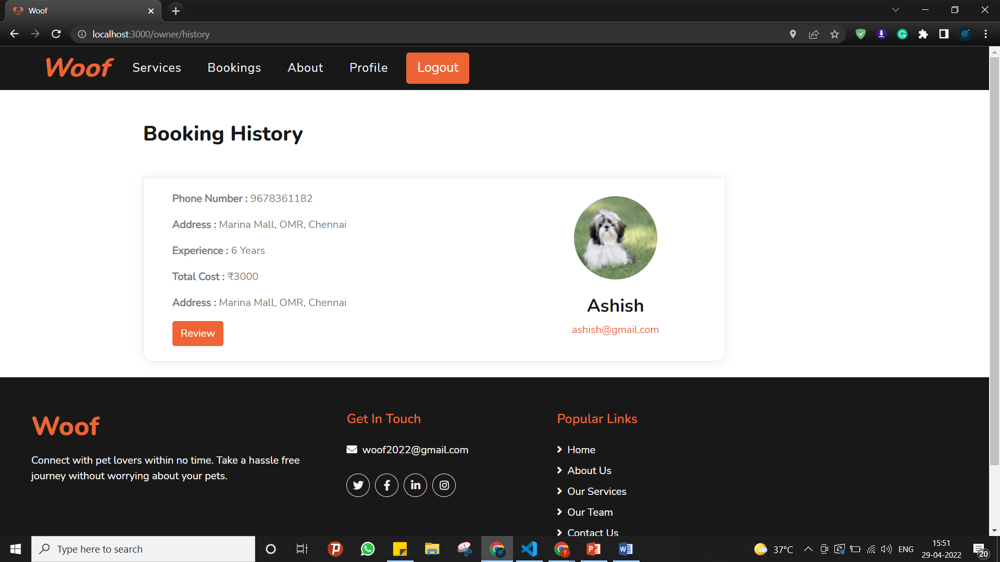 Woof
localhost:3000/owner/history
Woof
Services
Bookings
About
Profile
Logout
Booking History
Phone Number : 9678361182
Address : Marina Mall, OMR, Chennai
Experience : 6 Years
Total Cost : ₹3000
Address : Marina Mall, OMR, Chennai
Review
Ashish
ashish@gmail.com
Woof
Connect with pet lovers within no time. Take a hassle free
journey without worrying about your pets.
Get In Touch
woof2022@gmail.com
Popular Links
Home
About Us
Our Services
Our Team
Contact Us
Type here to search
37°C
ENG
15:51
29-04-2022
20